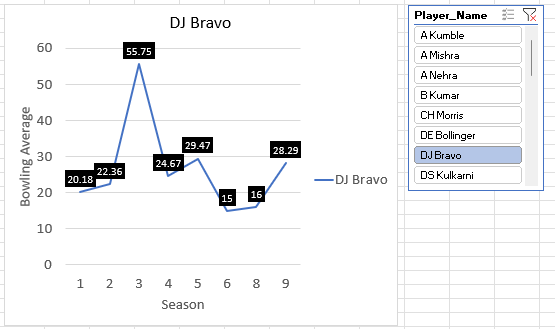 DJ Bravo
60
50
40
30
20
10
0
55.75
20.18
22.36
24.67
29.47
15
16
28.29
Bowling Average
1 2 3 4 5 6 8 9
Season
DJ Bravo
Player_Name
A Kumble
A Mishra
A Nehra
B Kumar
CH Morris
DE Bollinger
DJ Bravo
DS Kulkarni